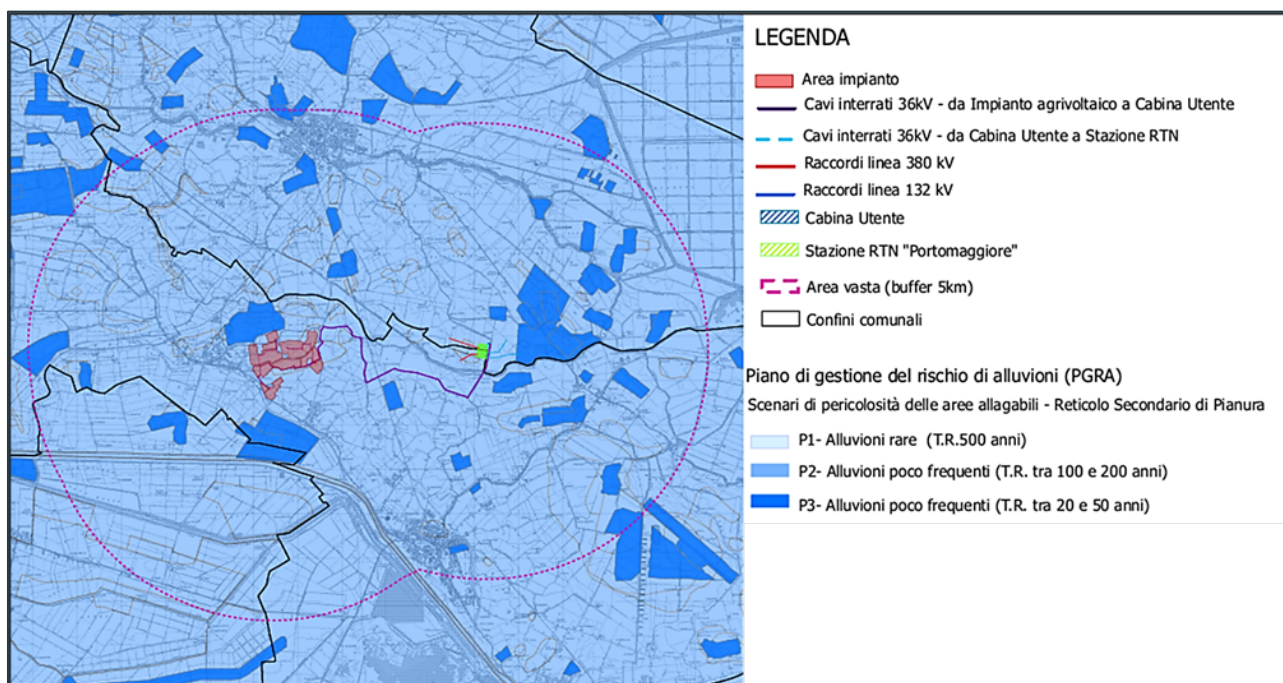 LEGENDA
Area impianto
Cavi interrati 36kV - da Impianto agrivoltaico a Cabina Utente
Cavi interrati 36kV - da Cabina Utente a Stazione RTN
Raccordi linea 380 kV
Raccordi linea 132 kV
Cabina Utente
Stazione RTN "Portomaggiore"
Area vasta (buffer 5km)
Confini comunali
Piano di gestione del rischio di alluvioni (PGRA)
Scenari di pericolosità delle aree allagabili - Reticolo Secondario di Pianura
P1- Alluvioni rare (T.R.500 anni)
P2- Alluvioni poco frequenti (T.R. tra 100 e 200 anni)
P3- Alluvioni poco frequenti (T.R. tra 20 e 50 anni)